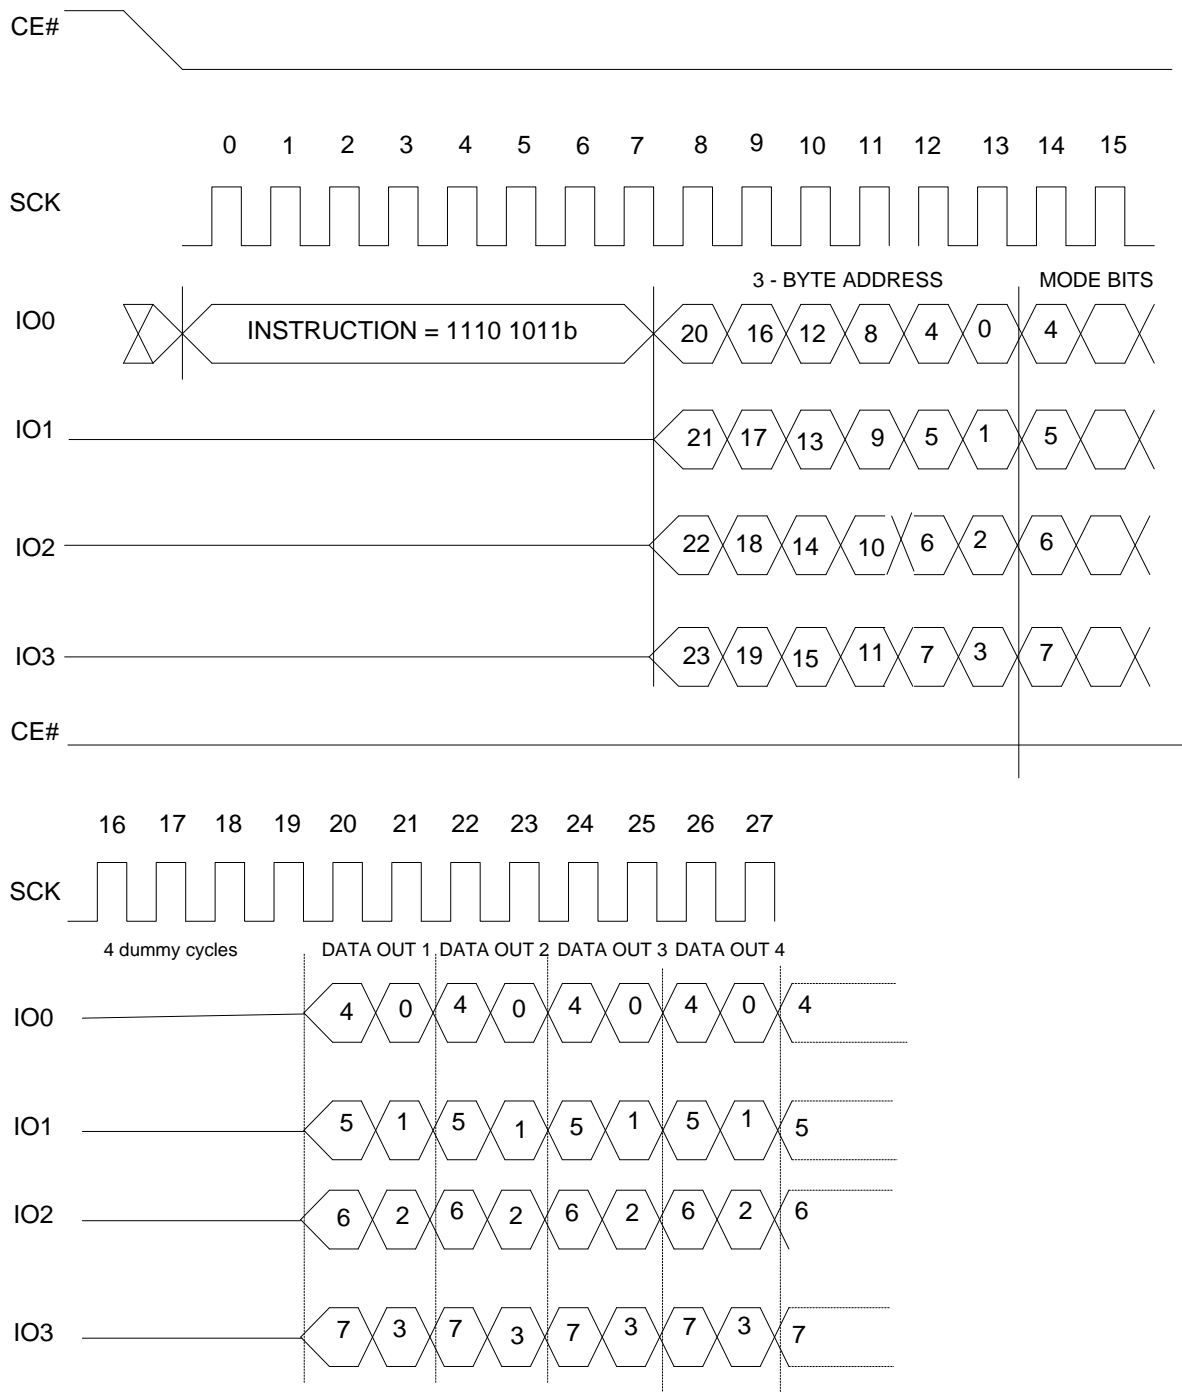 CE#
0 1 2 3 4 5 6 7 8 9 10 11 12 13 14 15
SCK
3 - BYTE ADDRESS MODE BITS
IO0 INSTRUCTION = 1110 1011b 20 16 12 8 4 0 4
IO1 21 17 13 9 5 1 5
IO2 22 18 14 10 6 2 6
IO3 23 19 15 11 7 3 7
CE#
16 17 18 19 20 21 22 23 24 25 26 27
SCK
4 dummy cycles DATA OUT 1 DATA OUT 2 DATA OUT 3 DATA OUT 4
IO0 4 0 4 0 4 0 4 0 4
IO1 5 1 5 1 5 1 5 1 5
IO2 6 2 6 2 6 2 6 2 6
IO3 7 3 7 3 7 3 7 3 7